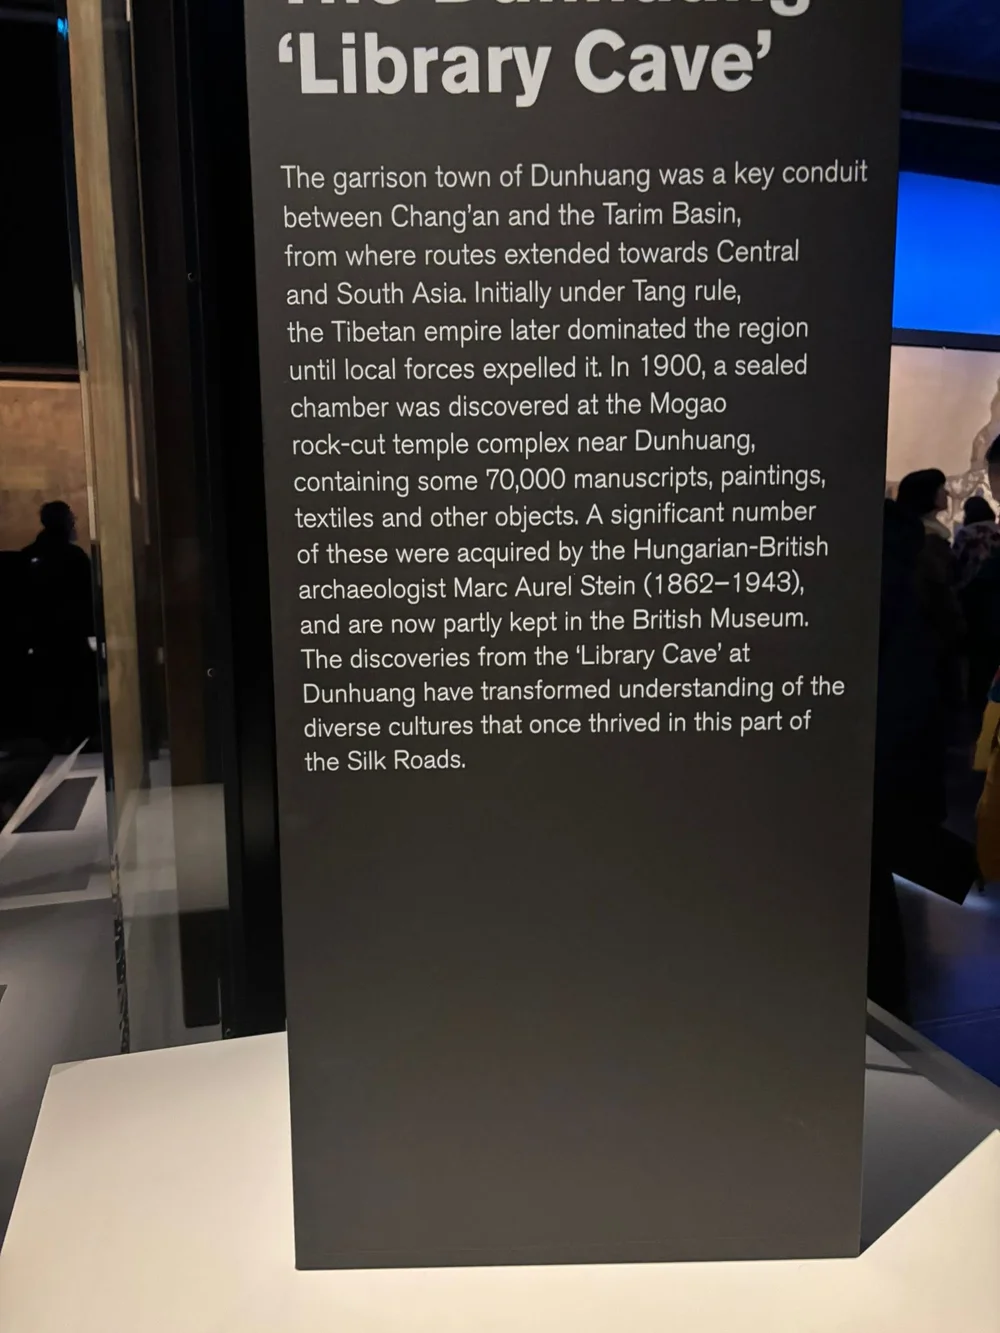 The Dunhuang
‘Library Cave’
The garrison town of Dunhuang was a key conduit
between Chang’an and the Tarim Basin,
from where routes extended towards Central
and South Asia. Initially under Tang rule,
the Tibetan empire later dominated the region
until local forces expelled it. In 1900, a sealed
chamber was discovered at the Mogao
rock-cut temple complex near Dunhuang,
containing some 70,000 manuscripts, paintings,
textiles and other objects. A significant number
of these were acquired by the Hungarian-British
archaeologist Marc Aurel Stein (1862–1943),
and are now partly kept in the British Museum.
The discoveries from the ‘Library Cave’ at
Dunhuang have transformed understanding of the
diverse cultures that once thrived in this part of
the Silk Roads.